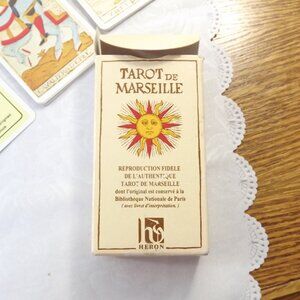 TAROT DE
MARSEILLE
REPRODUCTION FIDELE
DE L'AUTHENTIQUE
TAROT DE MARSEILLE
dont l'original est conservé à la
Bibliothèque Nationale de Paris
(avec livret d'interprétation.)
HERON